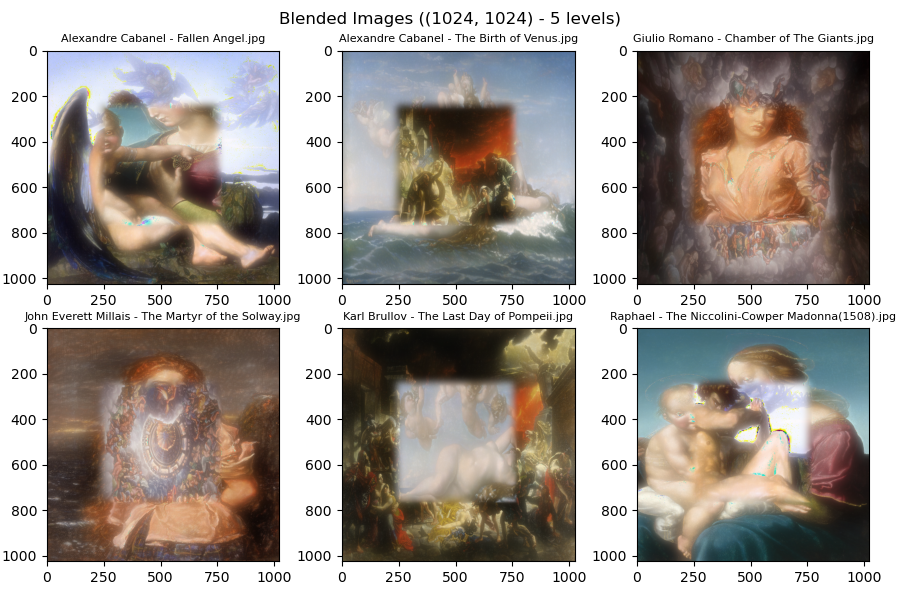 Blended Images ((1024, 1024) - 5 levels)
Alexandre Cabanel - Fallen Angel.jpg
Alexandre Cabanel - The Birth of Venus.jpg
Giulio Romano - Chamber of The Giants.jpg
0
200
400
600
800
1000
0 250 500 750 1000
0
200
400
600
800
1000
0 250 500 750 1000
0
200
400
600
800
1000
0 250 500 750 1000
John Everett Millais - The Martyr of the Solway.jpg
Karl Brullov - The Last Day of Pompeii.jpg
Raphael - The Niccolini-Cowper Madonna(1508).jpg
0
200
400
600
800
1000
0 250 500 750 1000
0
200
400
600
800
1000
0 250 500 750 1000
0
200
400
600
800
1000
0 250 500 750 1000